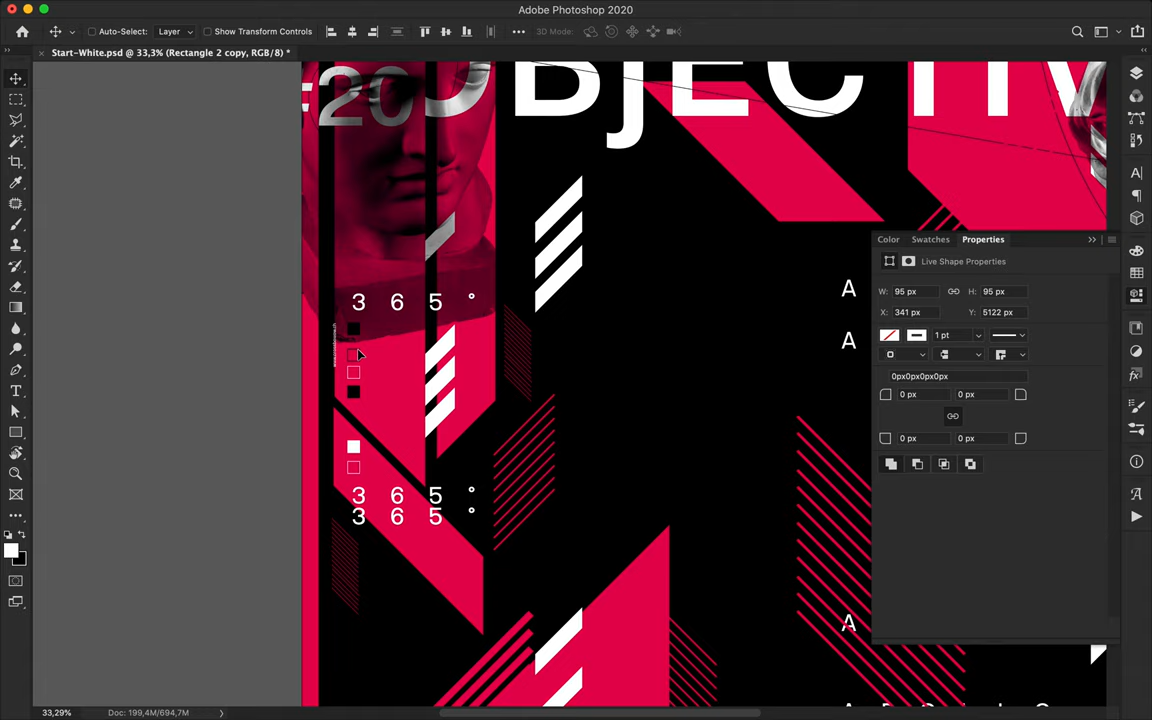 Adobe Photoshop 2020
Auto-Select: Layer Show Transform Controls 3D Mode:
Start-White.psd @ 33,3% (Rectangle 2 copy, RGB/8) *
#20
OBJECTIV
3 6 5 °
3 6 5 °
3 6 5 °
A
A
A
Color Swatches Properties
Live Shape Properties
W: 95 px H: 95 px
X: 341 px Y: 5122 px
1 pt
0px0px0px0px
0 px 0 px
0 px 0 px
33,29% Doc: 199,4M/694,7M